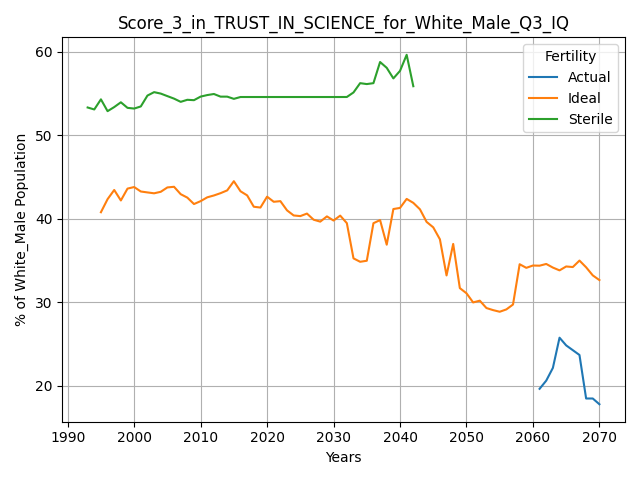 Score_3_in_TRUST_IN_SCIENCE_for_White_Male_Q3_IQ
% of White_Male Population
60
50
40
30
20
Fertility
Actual
Ideal
Sterile
1990 2000 2010 2020 2030 2040 2050 2060 2070
Years